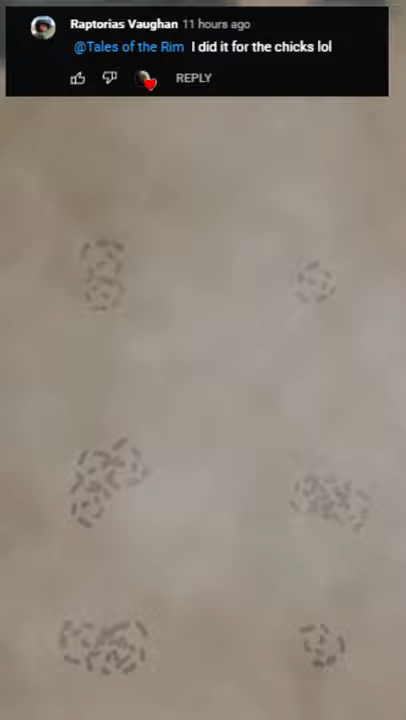 Raptorias Vaughan 11 hours ago
@Tales of the Rim I did it for the chicks lol
REPLY